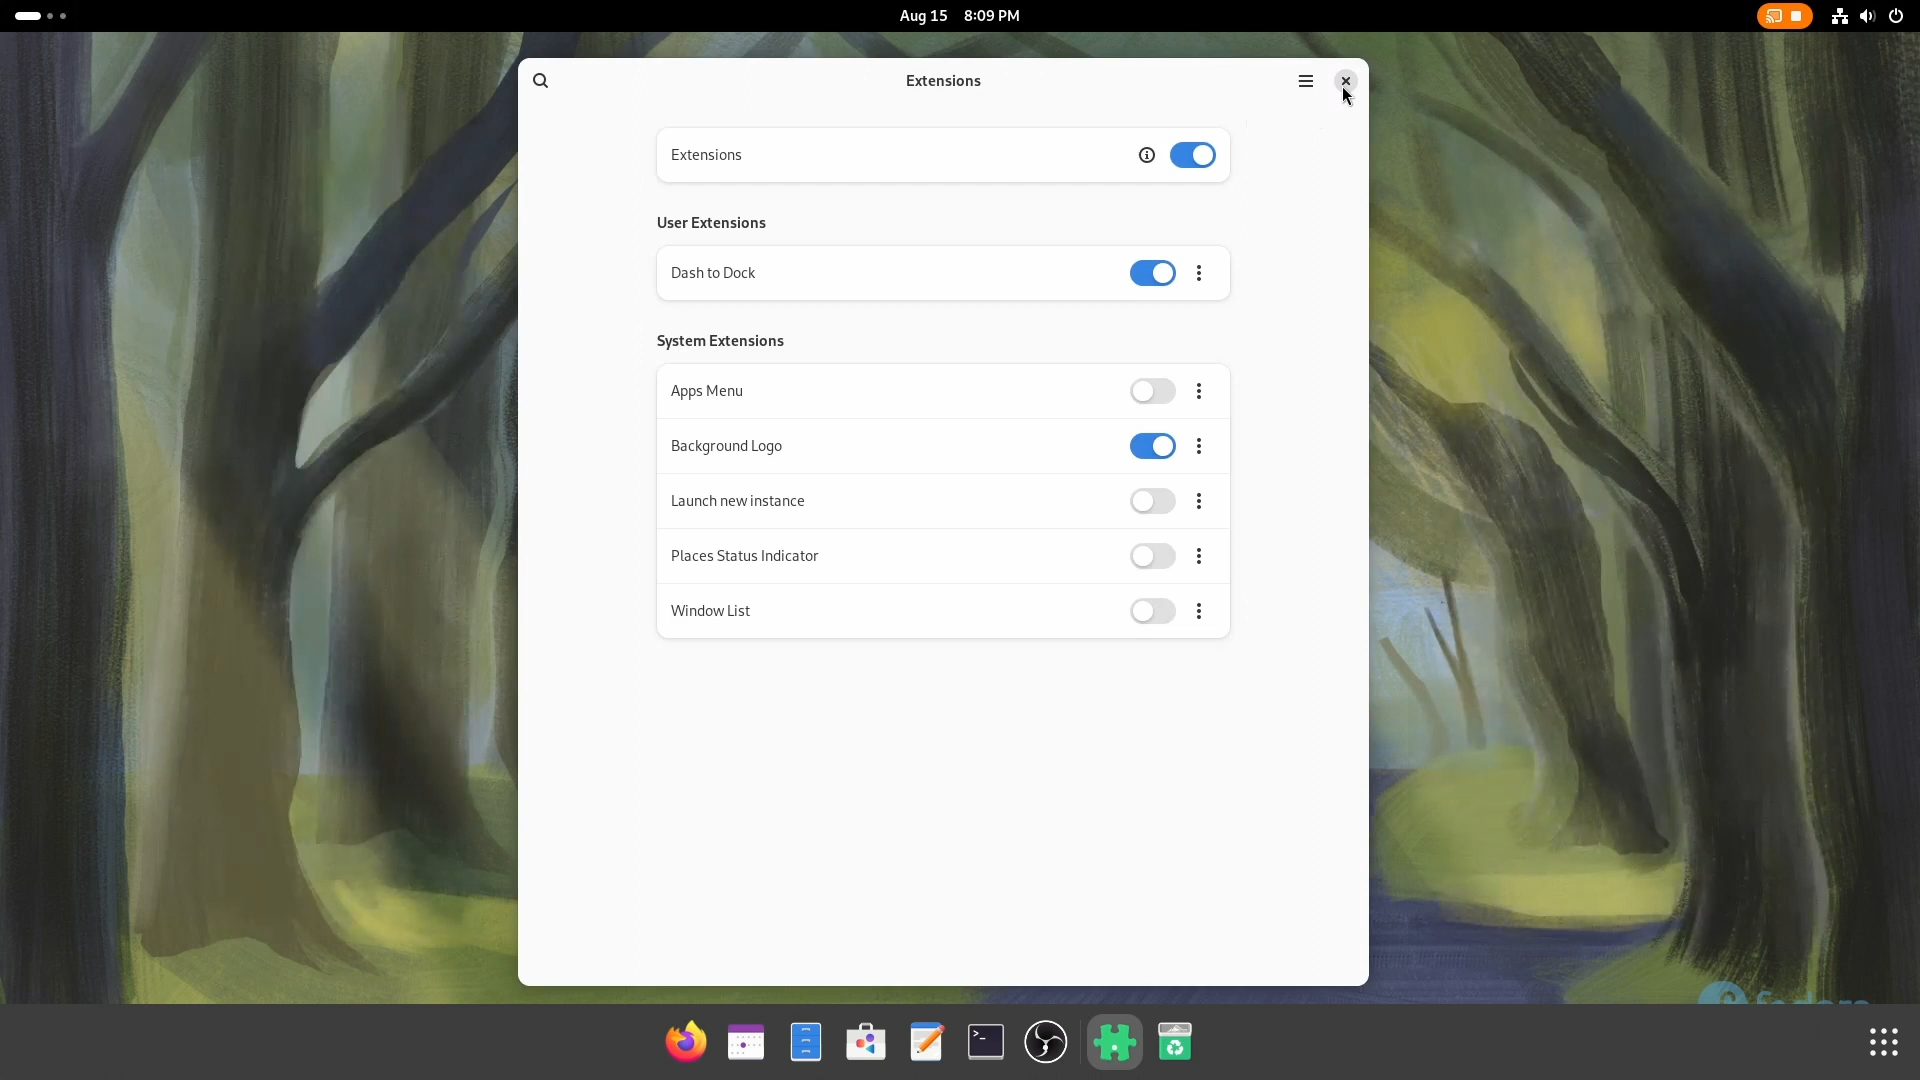 Aug 15 8:09 PM
Extensions
Extensions
User Extensions
Dash to Dock
System Extensions
Apps Menu
Background Logo
Launch new instance
Places Status Indicator
Window List
fedora